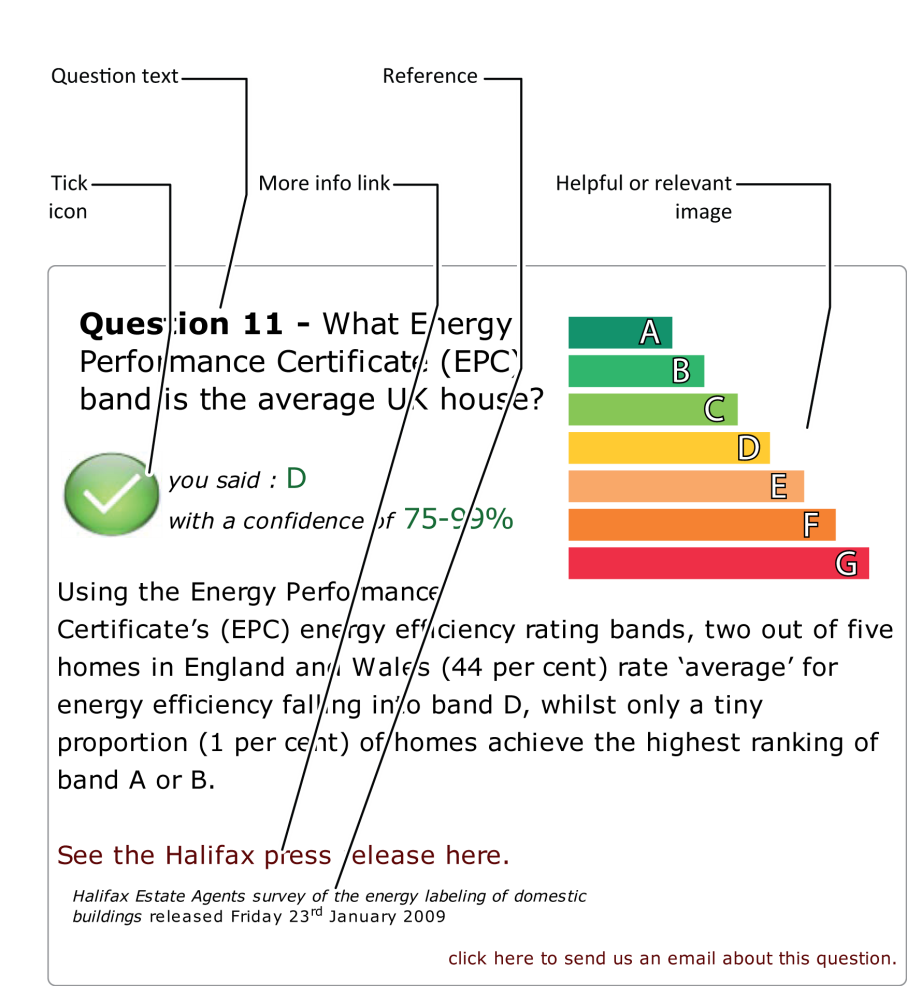 Question text
Reference
Tick
icon
More info link
Helpful or relevant
image
Question 11 - What Energy
Performance Certificate (EPC)
band is the average UK house?
A
B
C
D
E
F
G
you said : D
with a confidence of 75-99%
Using the Energy Performance
Certificate’s (EPC) energy efficiency rating bands, two out of five
homes in England and Wales (44 per cent) rate ‘average’ for
energy efficiency falling into band D, whilst only a tiny
proportion (1 per cent) of homes achieve the highest ranking of
band A or B.
See the Halifax press release here.
Halifax Estate Agents survey of the energy labeling of domestic
buildings released Friday 23rd January 2009
click here to send us an email about this question.